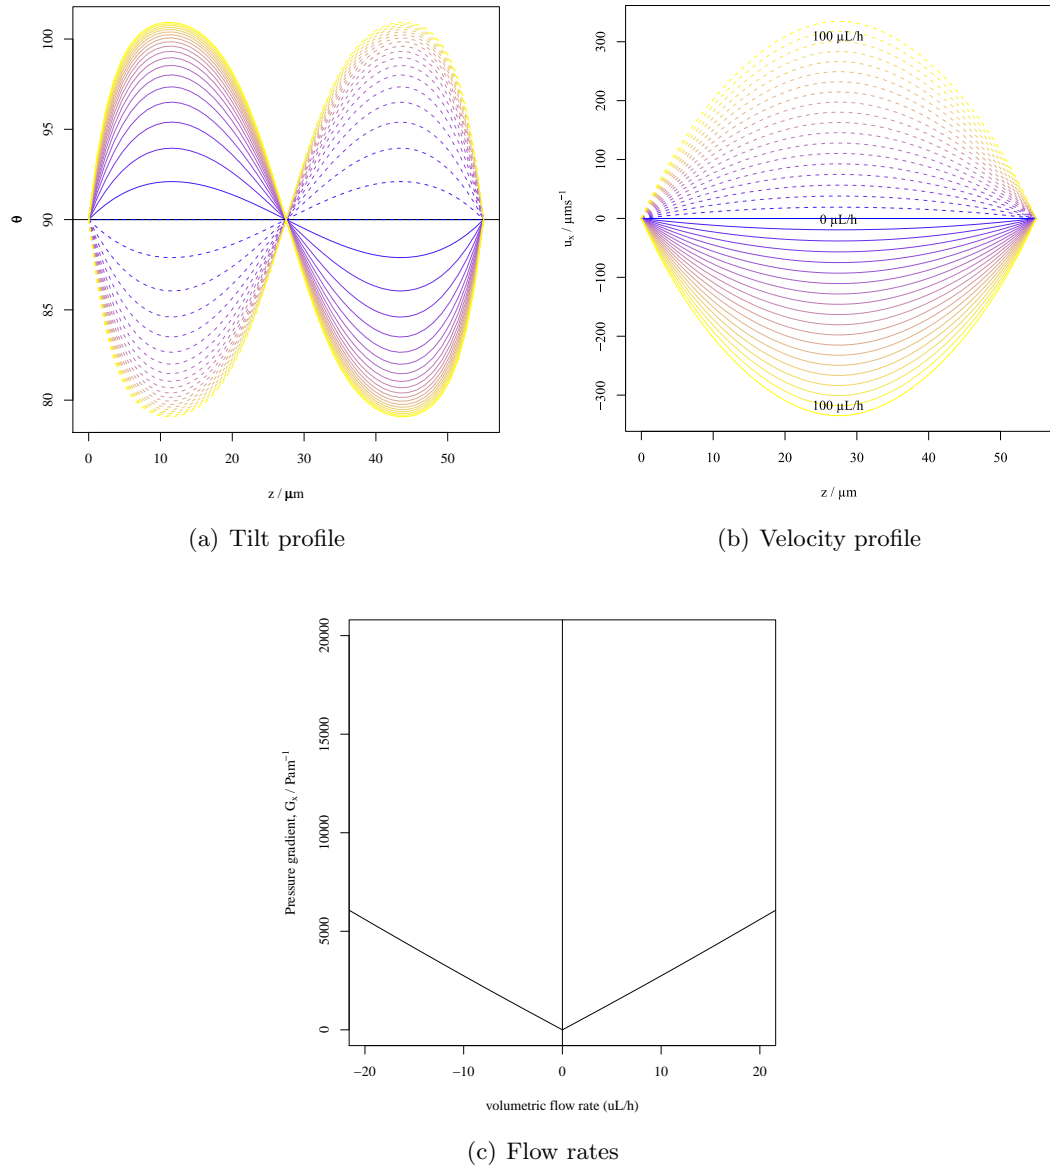 θ
100
95
90
85
80
0 10 20 30 40 50
z / µm
(a) Tilt profile
uₓ / µms⁻¹
300
200
100
0
−100
−200
−300
100 µL/h
0 µL/h
100 µL/h
0 10 20 30 40 50
z / µm
(b) Velocity profile
Pressure gradient, Gₓ / Pam⁻¹
20000
15000
10000
5000
0
−20 −10 0 10 20
volumetric flow rate (uL/h)
(c) Flow rates